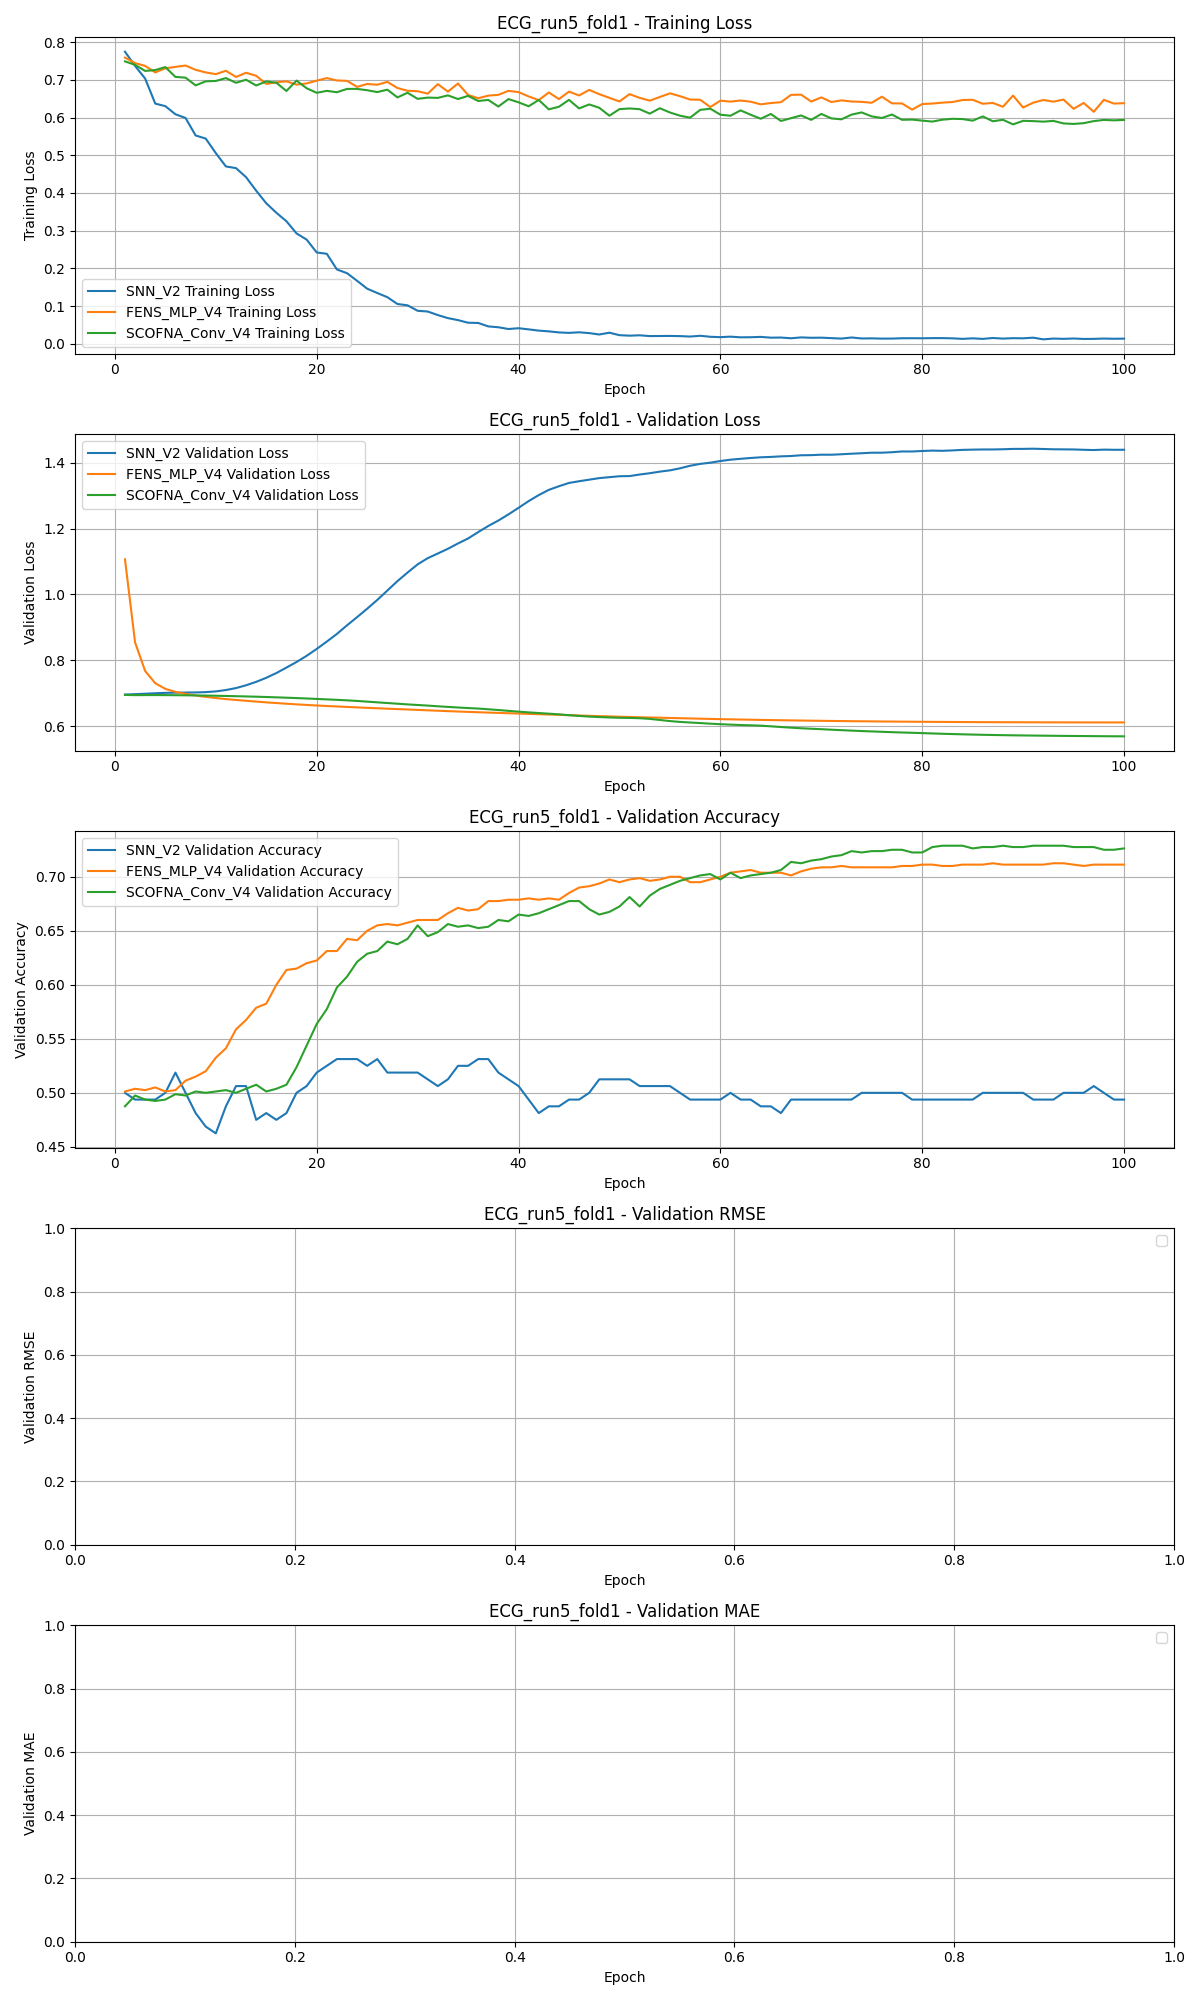 ECG_run5_fold1 - Training Loss
0.8
0.7
0.6
0.5
0.4
0.3
0.2
0.1
0.0
Training Loss
SNN_V2 Training Loss
FENS_MLP_V4 Training Loss
SCOFNA_Conv_V4 Training Loss
0 20 40 60 80 100
Epoch
ECG_run5_fold1 - Validation Loss
1.4
1.2
1.0
0.8
0.6
Validation Loss
SNN_V2 Validation Loss
FENS_MLP_V4 Validation Loss
SCOFNA_Conv_V4 Validation Loss
0 20 40 60 80 100
Epoch
ECG_run5_fold1 - Validation Accuracy
0.70
0.65
0.60
0.55
0.50
0.45
Validation Accuracy
SNN_V2 Validation Accuracy
FENS_MLP_V4 Validation Accuracy
SCOFNA_Conv_V4 Validation Accuracy
0 20 40 60 80 100
Epoch
ECG_run5_fold1 - Validation RMSE
1.0
0.8
0.6
0.4
0.2
0.0
Validation RMSE
0.0 0.2 0.4 0.6 0.8 1.0
Epoch
ECG_run5_fold1 - Validation MAE
1.0
0.8
0.6
0.4
0.2
0.0
Validation MAE
0.0 0.2 0.4 0.6 0.8 1.0
Epoch